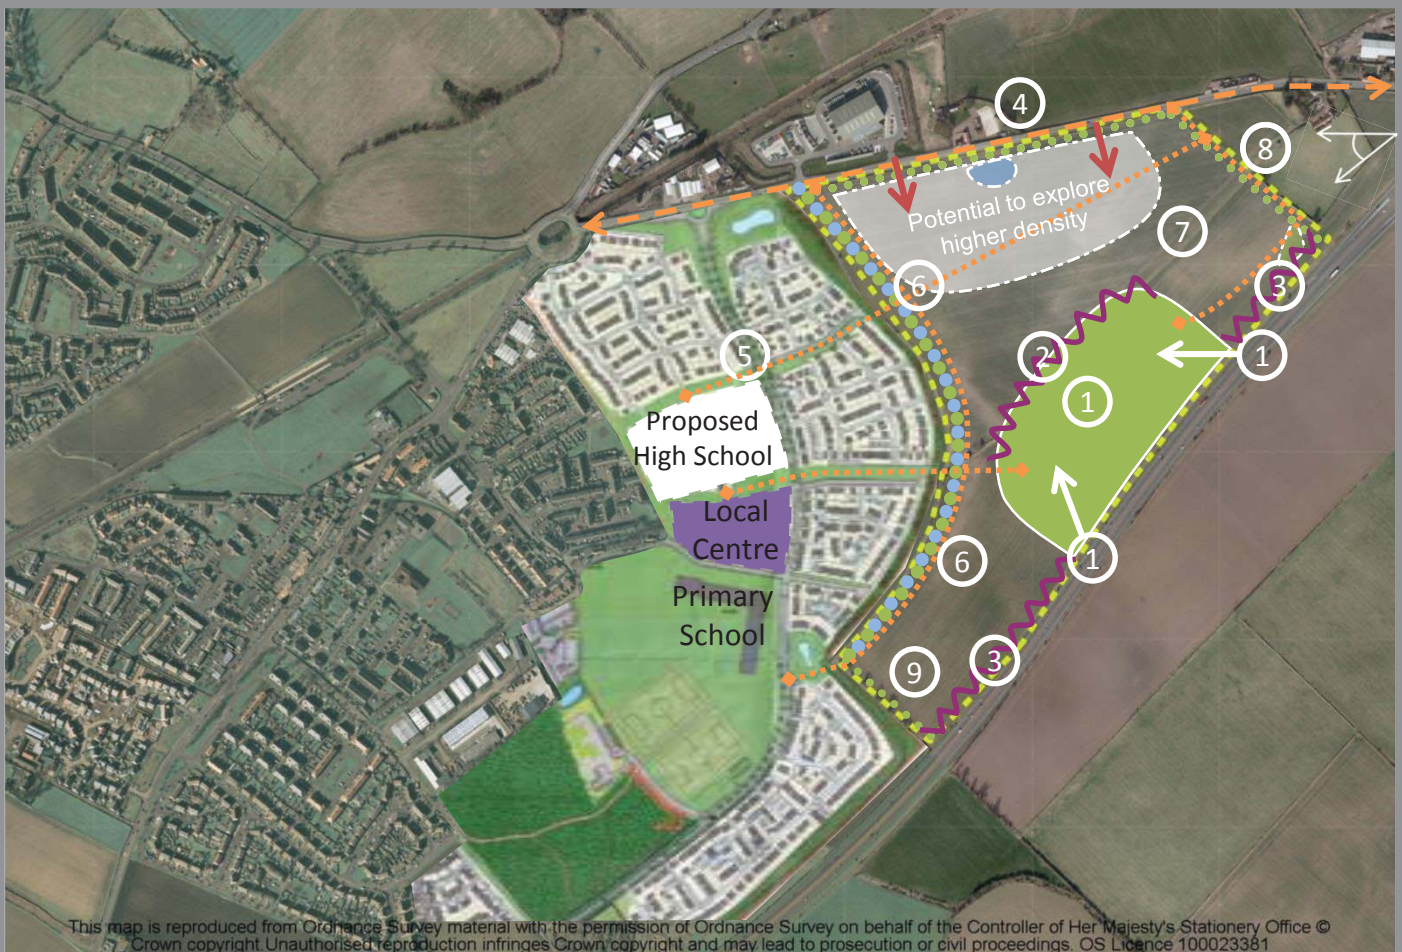 4
8
Potential to explore
higher density
7
6
3
5
2
1
1
Proposed
High School
Local
Centre
6
1
Primary
School
3
9
This map is reproduced from Ordnance Survey material with the permission of Ordnance Survey on behalf of the Controller of Her Majesty's Stationery Office ©
Crown copyright.Unauthorised reproduction infringes Crown copyright and may lead to prosecution or civil proceedings. OS Licence 100023381